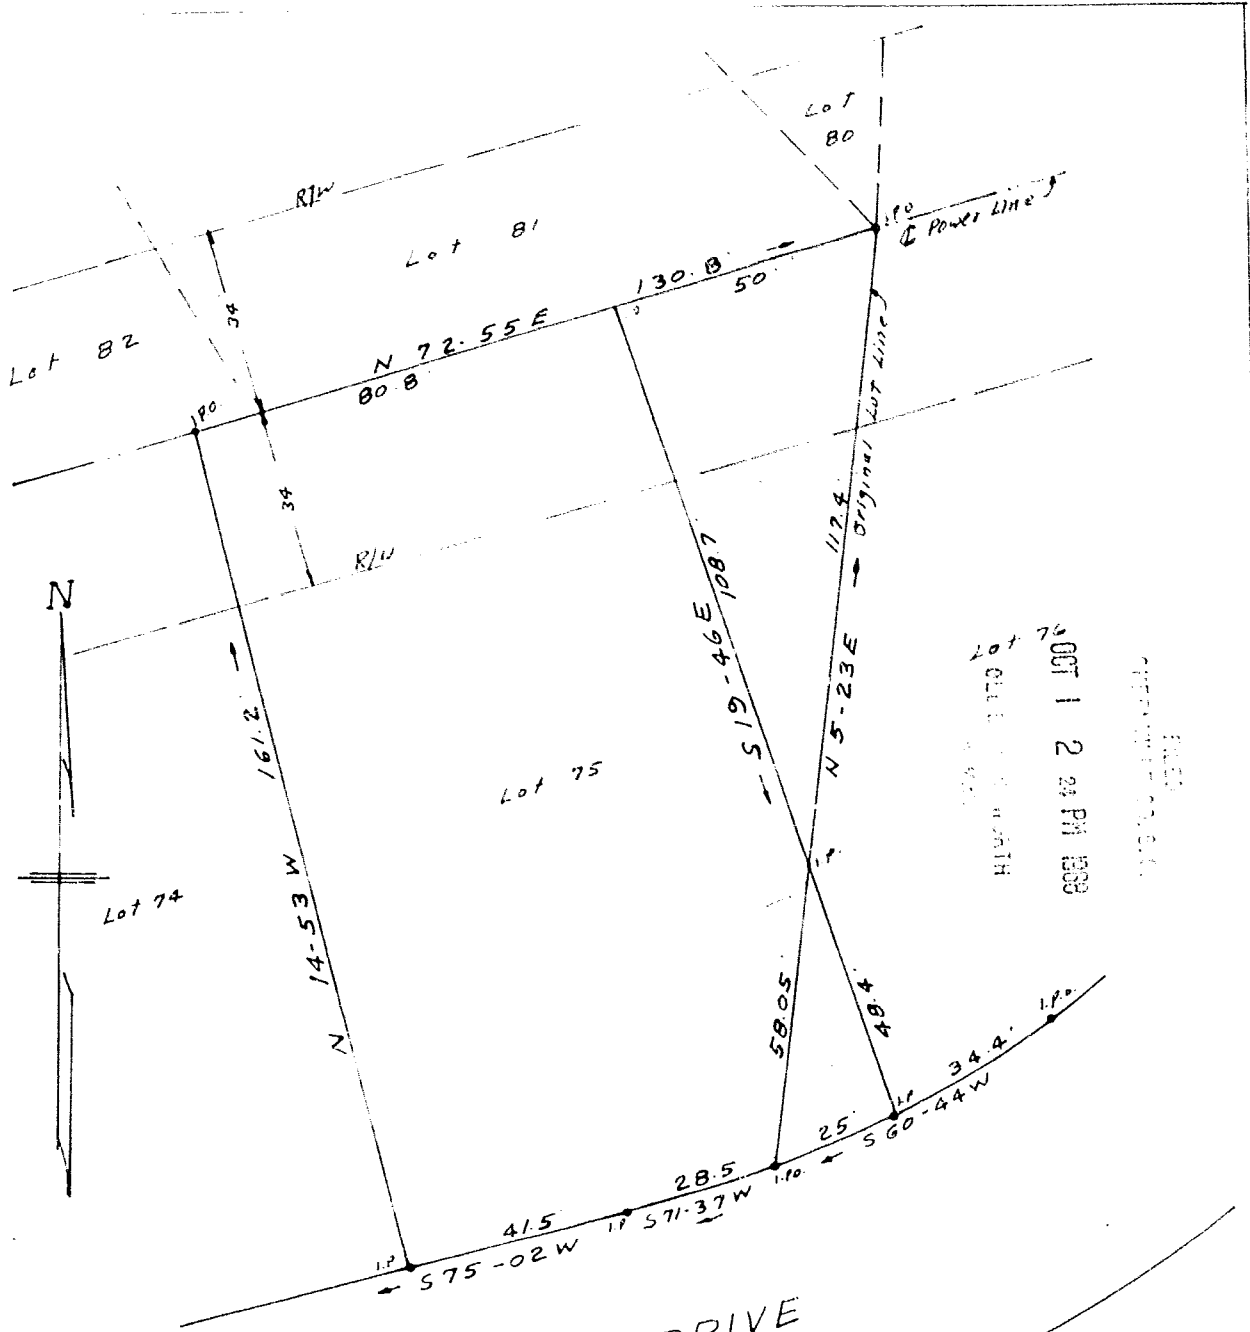 Lot
80
R/W
Lot 81
I.P.O
℄ Power Line
130.8
50
34
Lot 82
N 72.55 E
80.8
I.P.O.
Original Lot Line
34
R/W
117.4
N
108.7
S 19-46 E
N 5-23 E
Lot 76
OCT 1 2 24 PM 1988
FILED
161.2
Lot 75
I.P.
14-53 W
Lot 74
N
58.05
48.4'
I.P.O.
34.4'
I.P
S 60-44 W
25'
I.P.O.
28.5
S 71-37 W
41.5
I.P
S 75-02 W
I.P
DRIVE